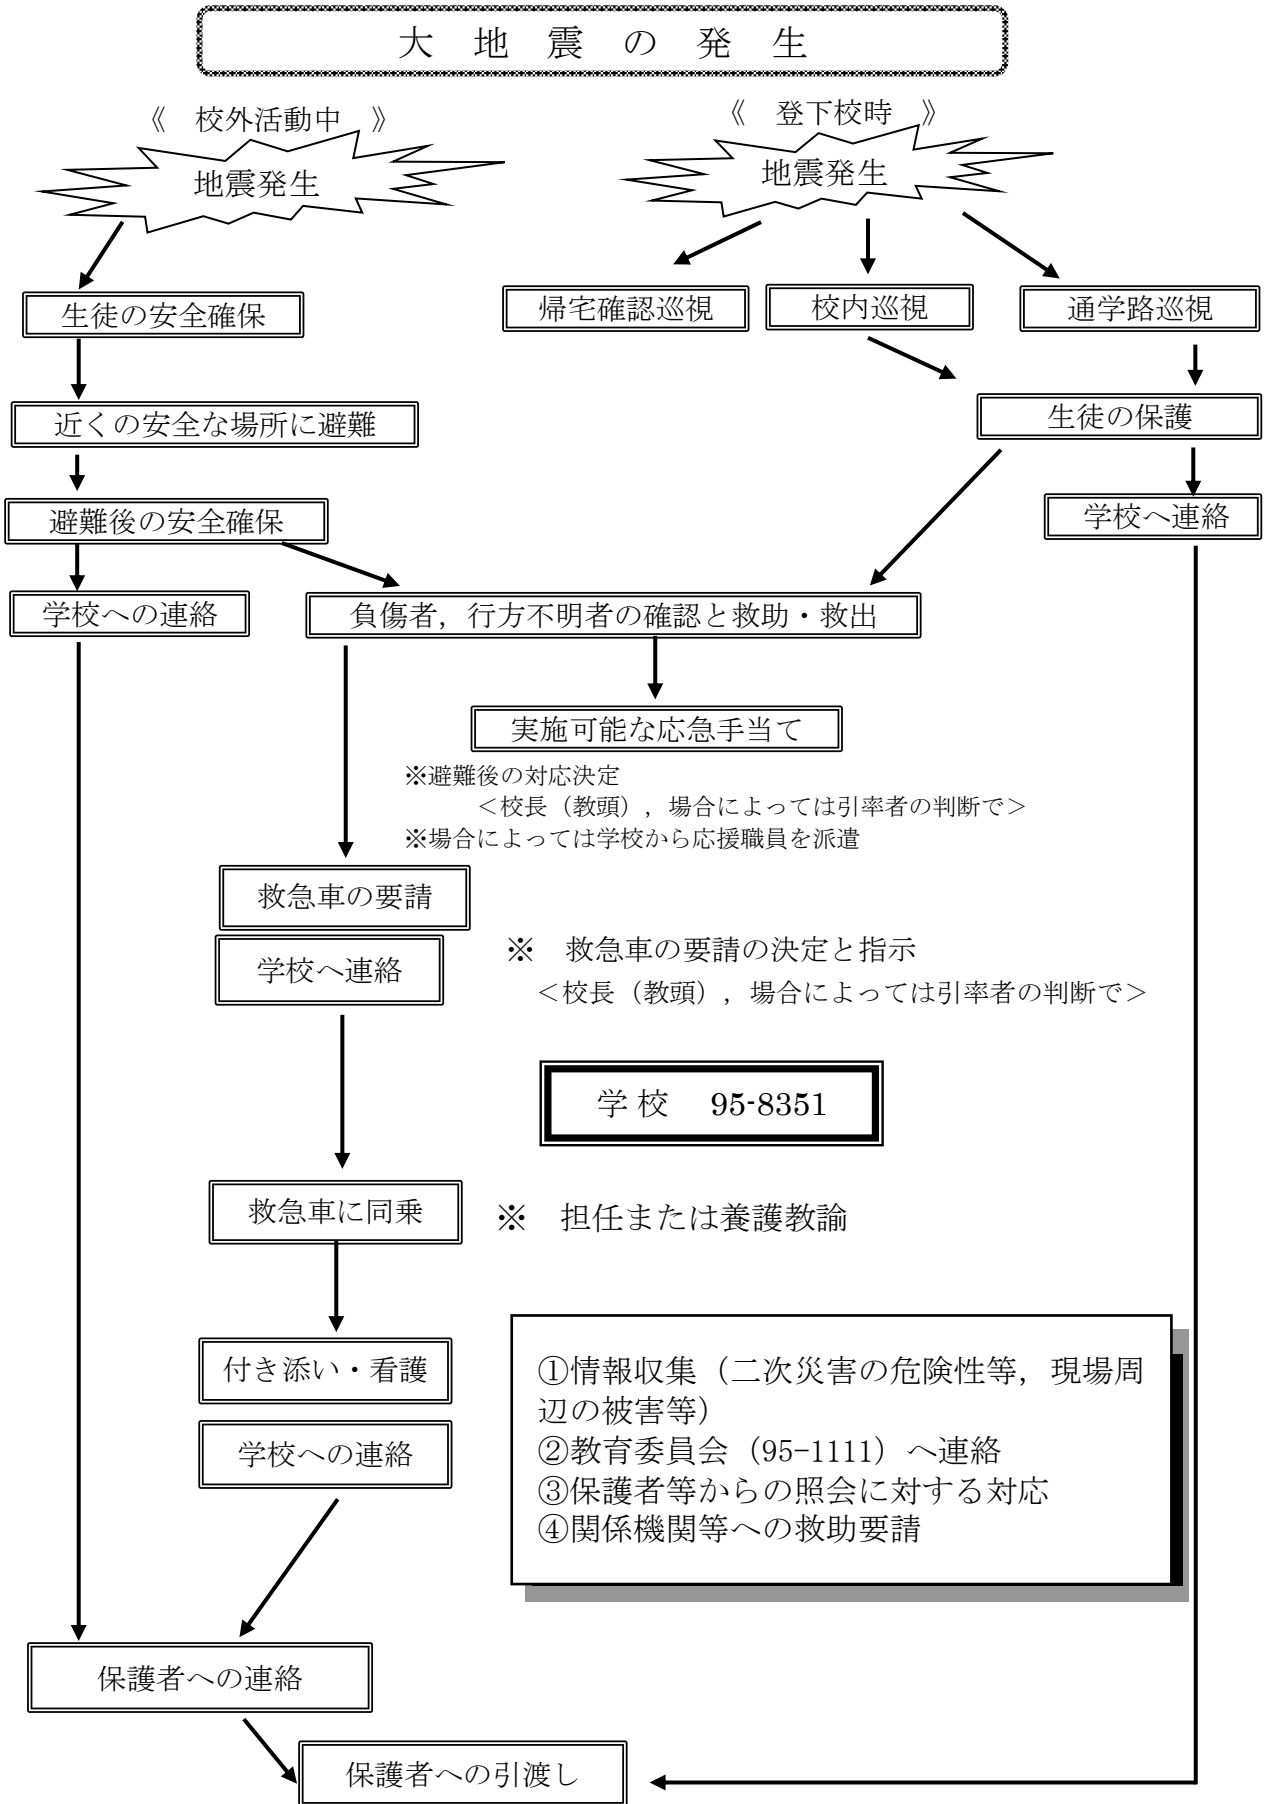 大　地　震　の　発　生
《　校外活動中　》
《　登下校時　》
地震発生
地震発生
生徒の安全確保
帰宅確認巡視
校内巡視
通学路巡視
近くの安全な場所に避難
生徒の保護
避難後の安全確保
学校へ連絡
学校への連絡
負傷者，行方不明者の確認と救助・救出
実施可能な応急手当て
※避難後の対応決定
＜校長（教頭），場合によっては引率者の判断で＞
※場合によっては学校から応援職員を派遣
救急車の要請
学校へ連絡
※　救急車の要請の決定と指示
＜校長（教頭），場合によっては引率者の判断で＞
学 校　95-8351
救急車に同乗
※　担任または養護教諭
付き添い・看護
学校への連絡
①情報収集（二次災害の危険性等，現場周
辺の被害等）
②教育委員会（95−1111）へ連絡
③保護者等からの照会に対する対応
④関係機関等への救助要請
保護者への連絡
保護者への引渡し